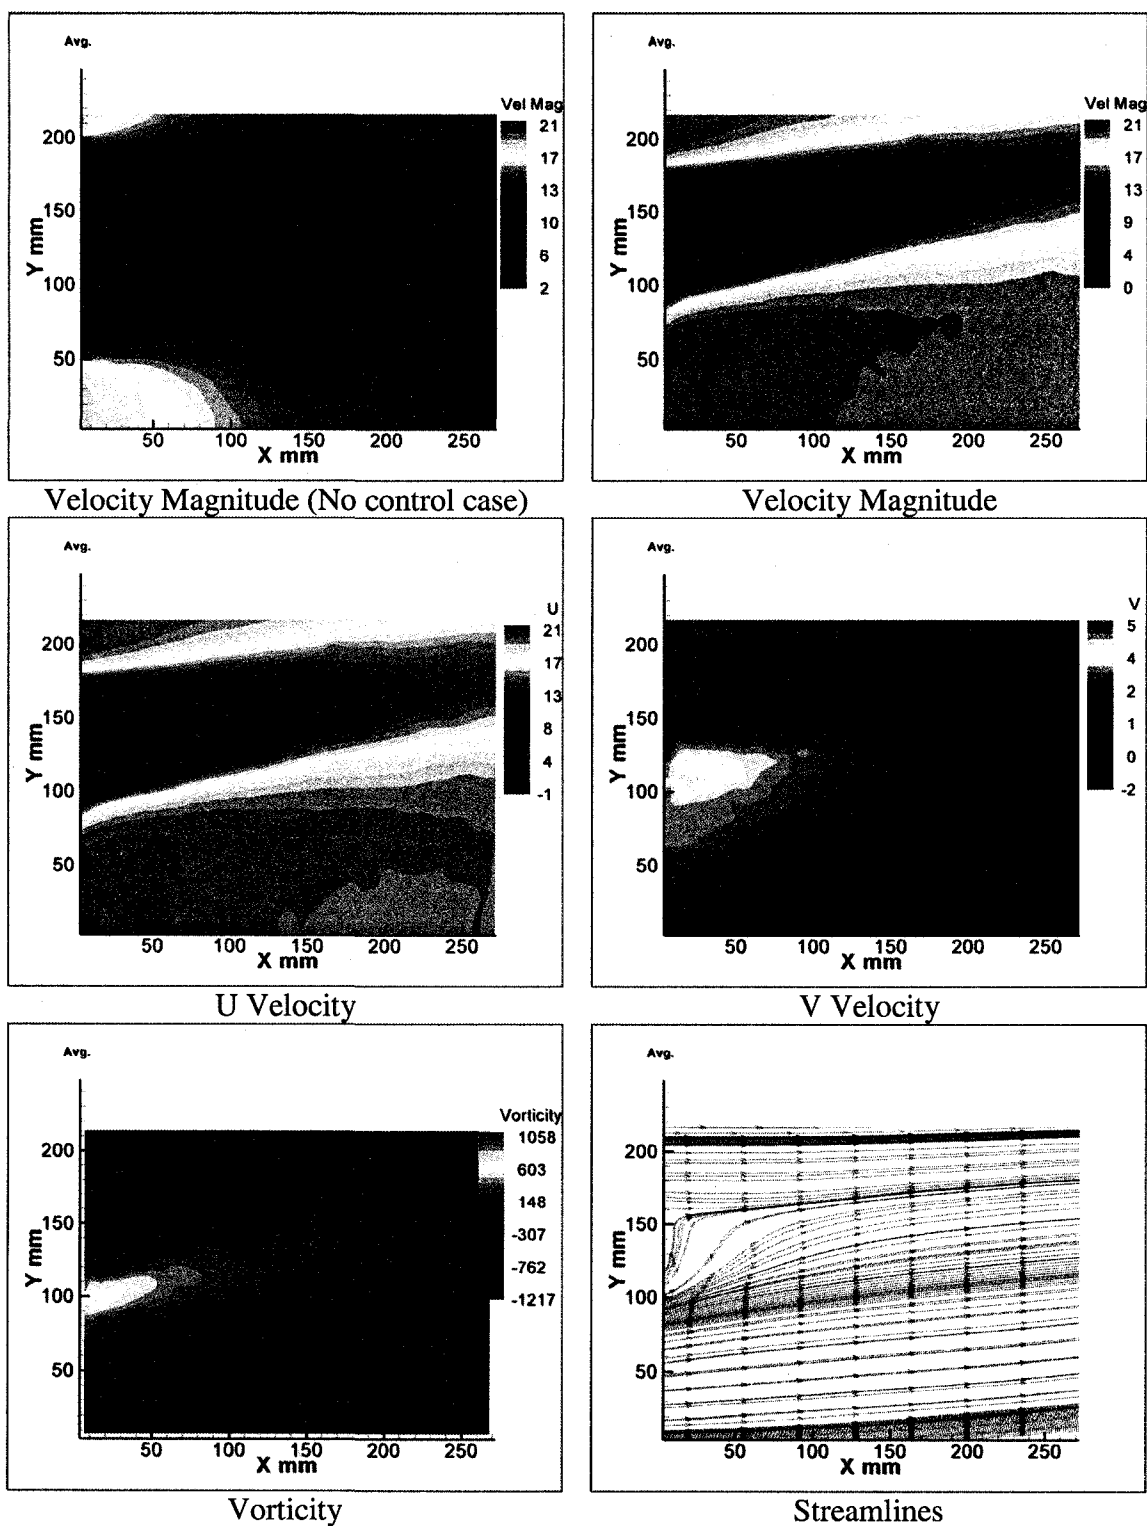 Avg.
Vel Mag
21
17
13
10
6
2
200
150
100
50
Y mm
50 100 150 200 250
X mm
Velocity Magnitude (No control case)
Avg.
Vel Mag
21
17
13
9
4
0
200
150
100
50
Y mm
50 100 150 200 250
X mm
Velocity Magnitude
Avg.
U
21
17
13
8
4
-1
200
150
100
50
Y mm
50 100 150 200 250
X mm
U Velocity
Avg.
V
5
4
2
1
0
-2
200
150
100
50
Y mm
50 100 150 200 250
X mm
V Velocity
Avg.
Vorticity
1058
603
148
-307
-762
-1217
200
150
100
50
Y mm
50 100 150 200 250
X mm
Vorticity
Avg.
200
150
100
50
Y mm
50 100 150 200 250
X mm
Streamlines